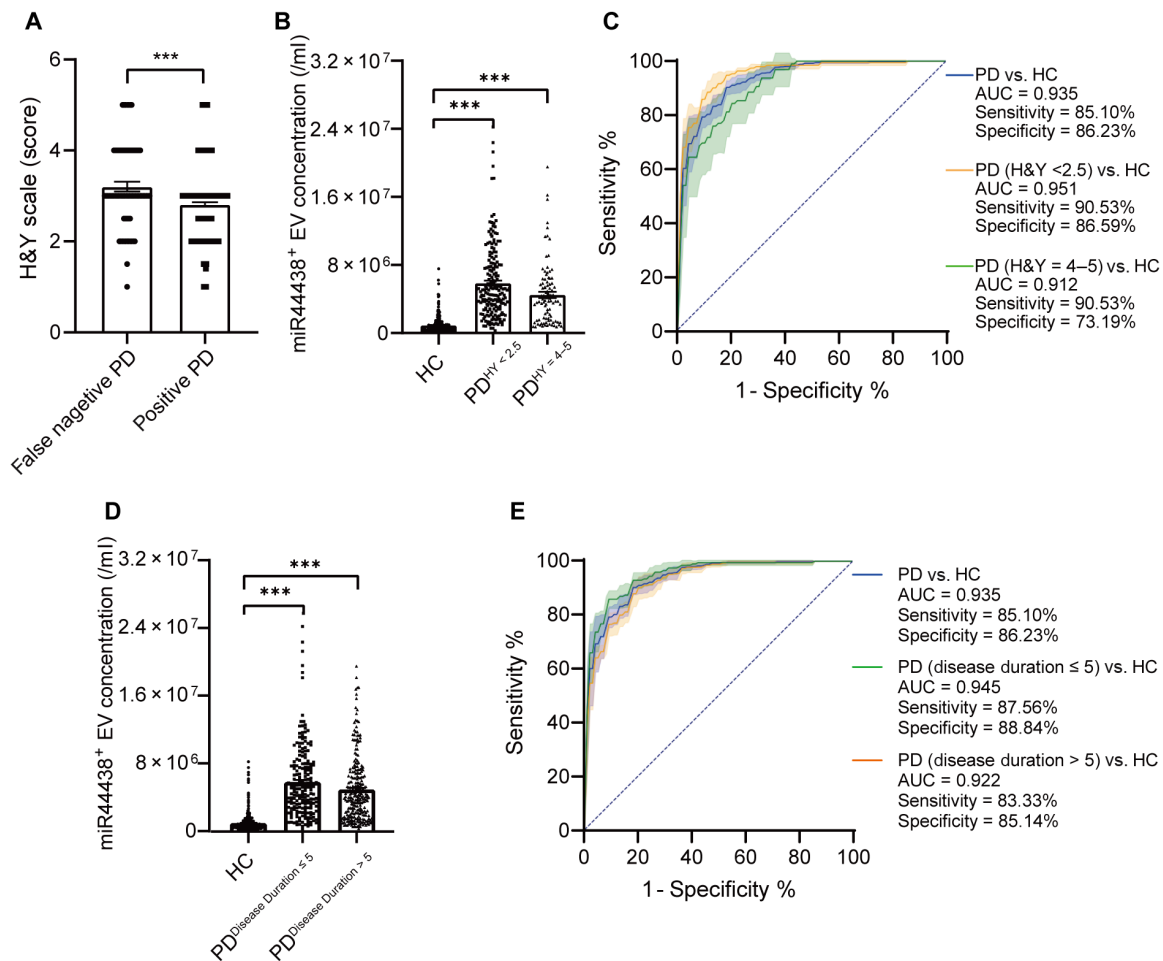 A
H&Y scale (score)
6
4
2
0
***
False nagetive PD
Positive PD
B
miR44438⁺ EV concentration (/ml)
3.2 × 10⁷
2.4 × 10⁷
1.6 × 10⁷
8 × 10⁶
0
***
***
HC
PD^HY < 2.5
PD^HY = 4–5
C
Sensitivity %
100
80
60
40
20
0
0 20 40 60 80 100
1 - Specificity %
PD vs. HC
AUC = 0.935
Sensitivity = 85.10%
Specificity = 86.23%
PD (H&Y <2.5) vs. HC
AUC = 0.951
Sensitivity = 90.53%
Specificity = 86.59%
PD (H&Y = 4–5) vs. HC
AUC = 0.912
Sensitivity = 90.53%
Specificity = 73.19%
D
miR44438⁺ EV concentration (/ml)
3.2 × 10⁷
2.4 × 10⁷
1.6 × 10⁷
8 × 10⁶
0
***
***
HC
PD^Disease Duration ≤ 5
PD^Disease Duration > 5
E
Sensitivity %
100
80
60
40
20
0
0 20 40 60 80 100
1 - Specificity %
PD vs. HC
AUC = 0.935
Sensitivity = 85.10%
Specificity = 86.23%
PD (disease duration ≤ 5) vs. HC
AUC = 0.945
Sensitivity = 87.56%
Specificity = 88.84%
PD (disease duration > 5) vs. HC
AUC = 0.922
Sensitivity = 83.33%
Specificity = 85.14%